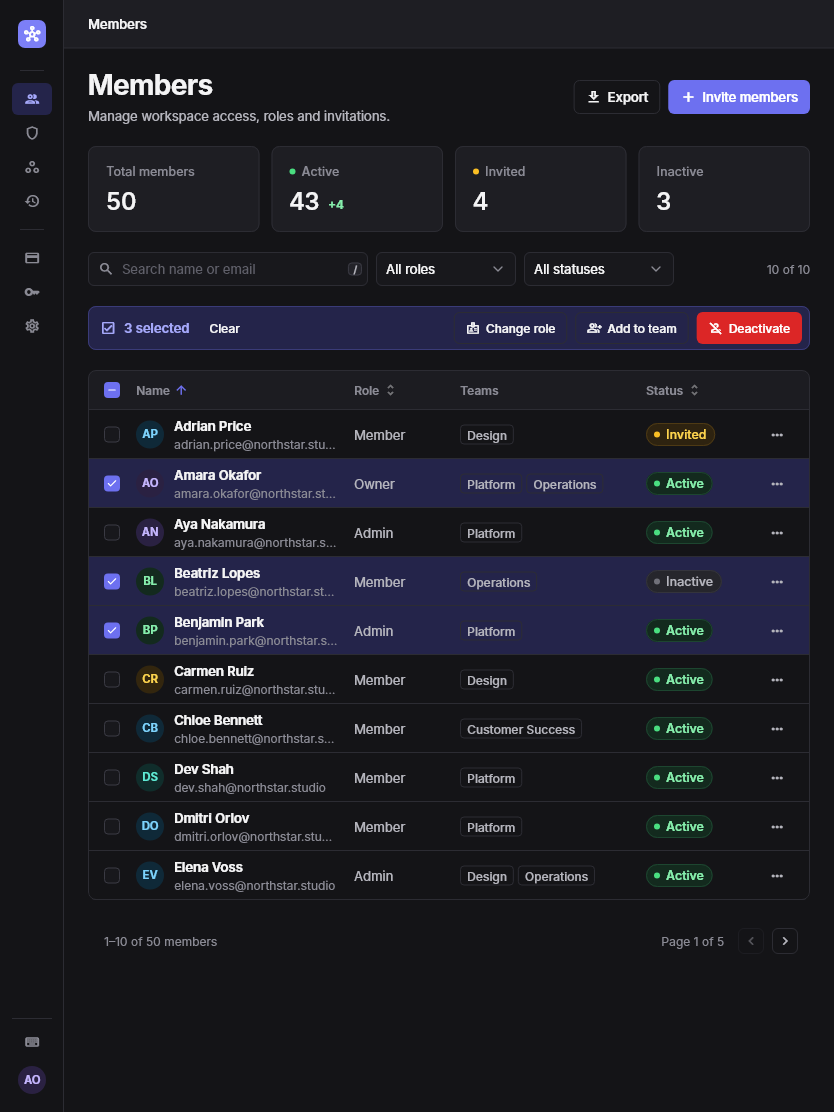 Members
Members
Manage workspace access, roles and invitations.
Export
Invite members
Total members
50
Active
43 +4
Invited
4
Inactive
3
Search name or email
/
All roles
All statuses
10 of 10
3 selected
Clear
Change role
Add to team
Deactivate
Name
Role
Teams
Status
AP
Adrian Price
adrian.price@northstar.stu...
Member
Design
Invited
AO
Amara Okafor
amara.okafor@northstar.st...
Owner
Platform
Operations
Active
AN
Aya Nakamura
aya.nakamura@northstar.s...
Admin
Platform
Active
BL
Beatriz Lopes
beatriz.lopes@northstar.st...
Member
Operations
Inactive
BP
Benjamin Park
benjamin.park@northstar.s...
Admin
Platform
Active
CR
Carmen Ruiz
carmen.ruiz@northstar.stu...
Member
Design
Active
CB
Chloe Bennett
chloe.bennett@northstar.s...
Member
Customer Success
Active
DS
Dev Shah
dev.shah@northstar.studio
Member
Platform
Active
DO
Dmitri Orlov
dmitri.orlov@northstar.stu...
Member
Platform
Active
EV
Elena Voss
elena.voss@northstar.studio
Admin
Design
Operations
Active
1–10 of 50 members
Page 1 of 5
AO